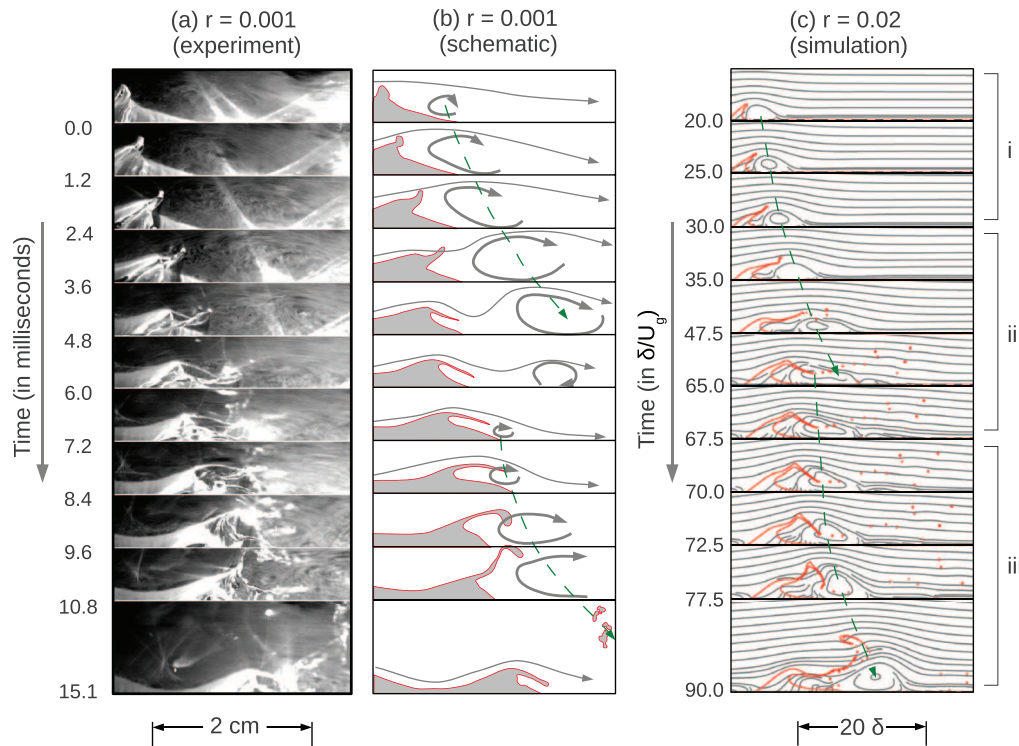 (a) r = 0.001
(experiment)
(b) r = 0.001
(schematic)
(c) r = 0.02
(simulation)
Time (in milliseconds)
0.0
1.2
2.4
3.6
4.8
6.0
7.2
8.4
9.6
10.8
15.1
2 cm
Time (in δ/U_g)
20.0
25.0
30.0
35.0
47.5
65.0
67.5
70.0
72.5
77.5
90.0
20 δ
i
ii
ii